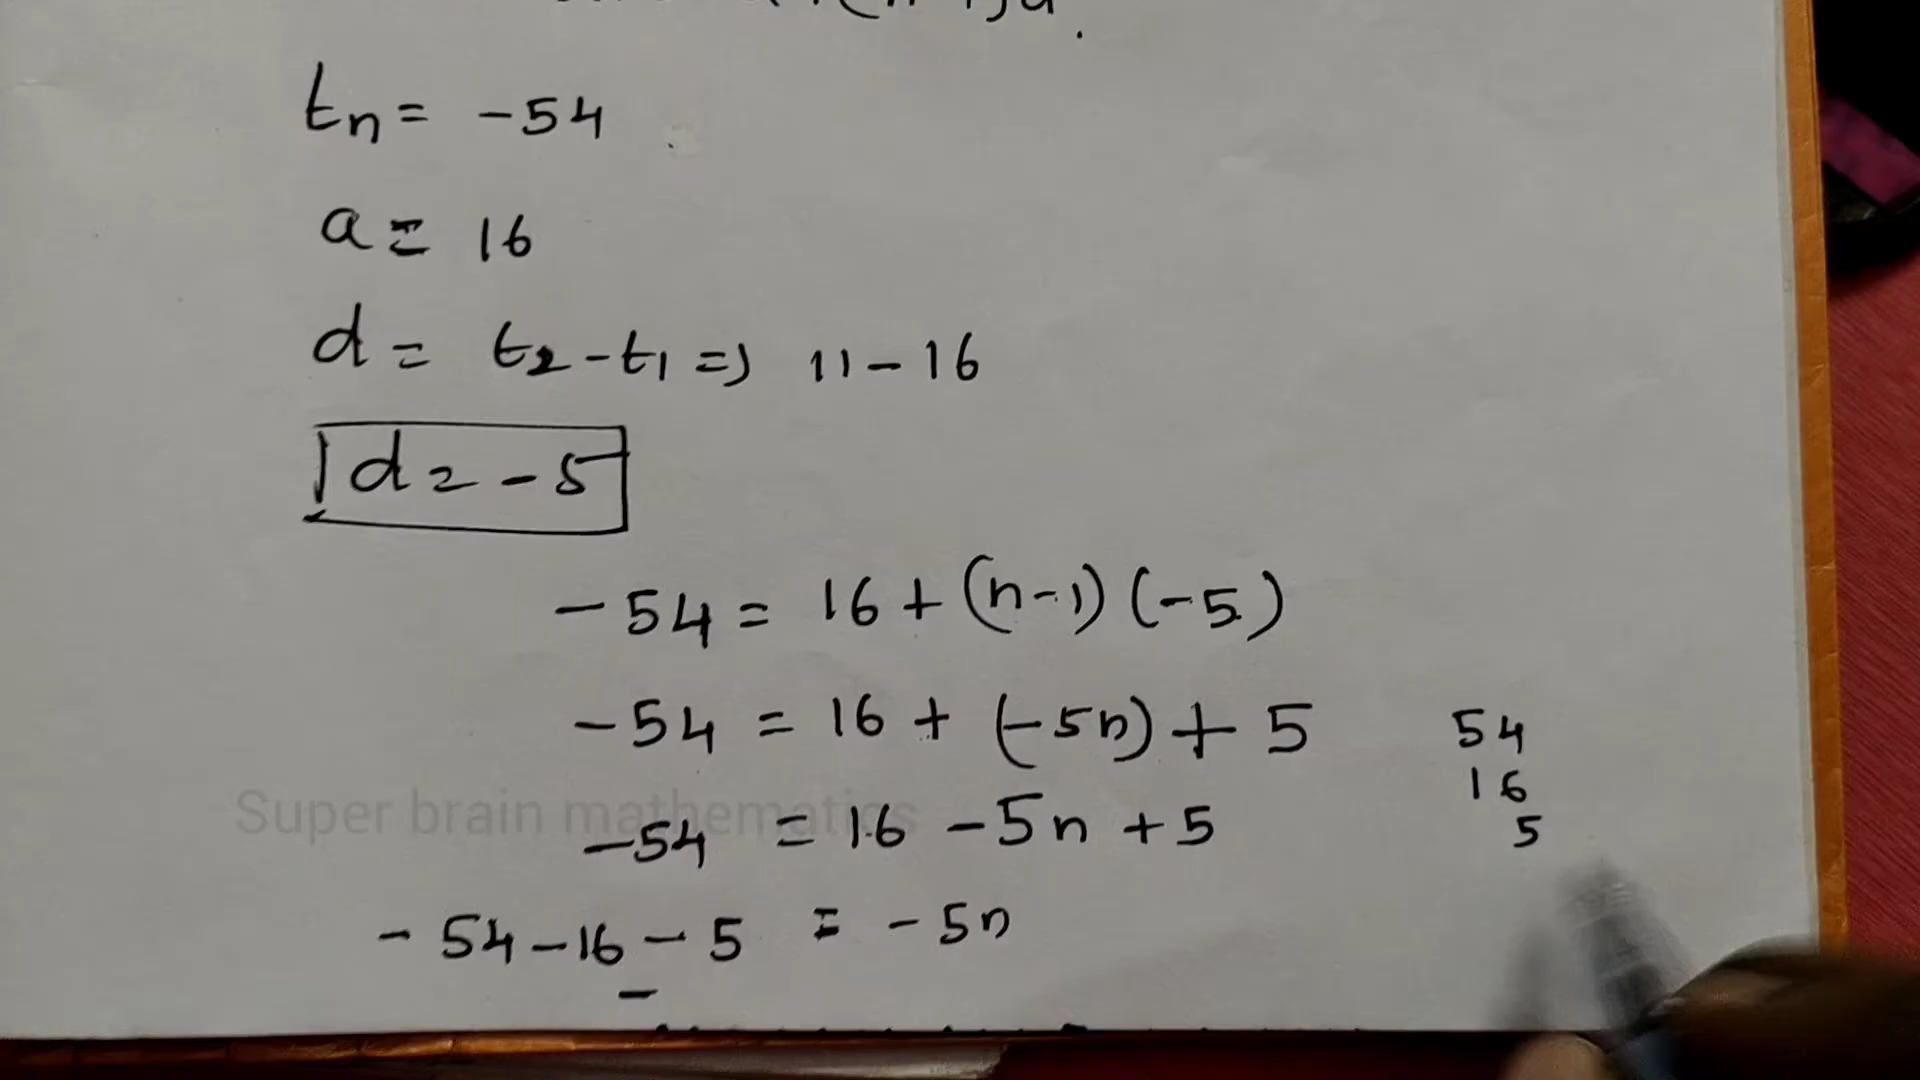 tn = -54
a = 16
d = t2 - t1 => 11 - 16
d = -5
-54 = 16 + (n-1) (-5)
-54 = 16 + (-5n) + 5
54
16
5
Super brain mathematics
-54 = 16 - 5n + 5
-54-16-5 = -5n
-